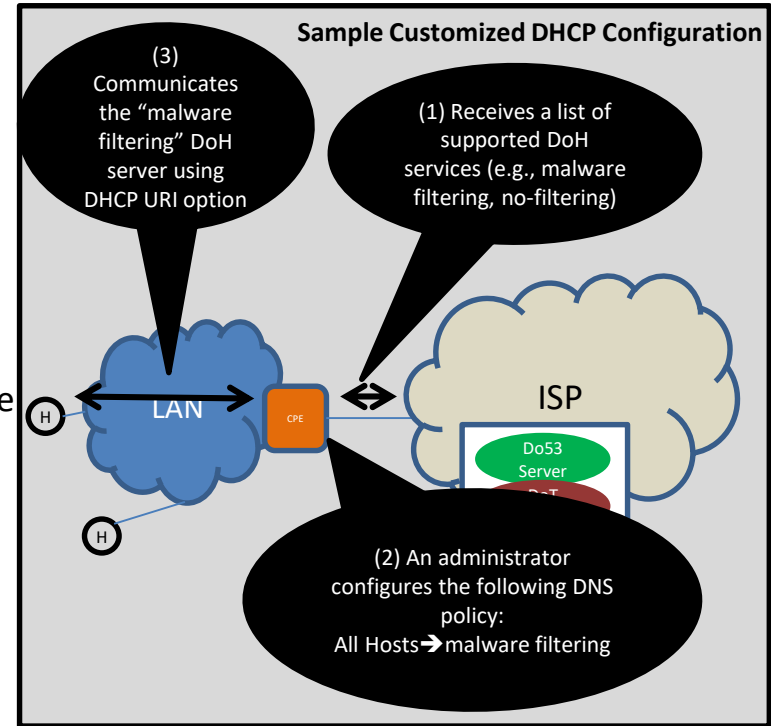 Sample Customized DHCP Configuration
(3)
Communicates
the “malware
filtering” DoH
server using
DHCP URI option
(1) Receives a list of
supported DoH
services (e.g., malware
filtering, no-filtering)
e
H
LAN
CPE
ISP
Do53
Server
H
(2) An administrator
configures the following DNS
policy:
All Hosts➔malware filtering